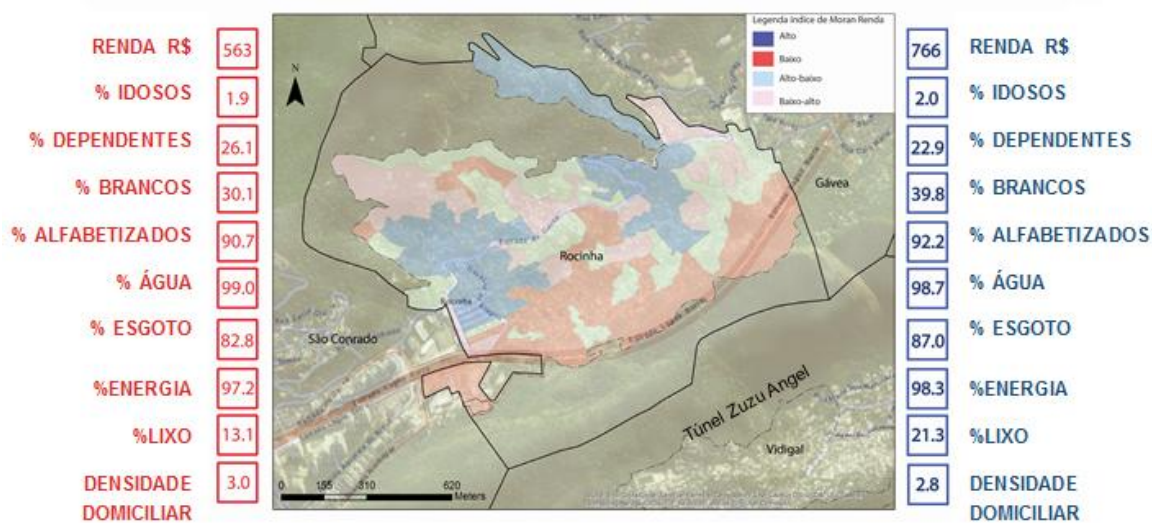 RENDA R$ 563
% IDOSOS 1.9
% DEPENDENTES 26.1
% BRANCOS 30.1
% ALFABETIZADOS 90.7
% ÁGUA 99.0
% ESGOTO 82.8
%ENERGIA 97.2
%LIXO 13.1
DENSIDADE 3.0
DOMICILIAR
Legenda índice de Moran Renda
Alto
Baixo
Alto-baixo
Baixo-alto
N
Gávea
Rocinha
São Conrado
Túnel Zuzu Angel
Vidigal
0 155 310 620
Meters
766 RENDA R$
2.0 % IDOSOS
22.9 % DEPENDENTES
39.8 % BRANCOS
92.2 % ALFABETIZADOS
98.7 % ÁGUA
87.0 % ESGOTO
98.3 %ENERGIA
21.3 %LIXO
2.8 DENSIDADE
DOMICILIAR